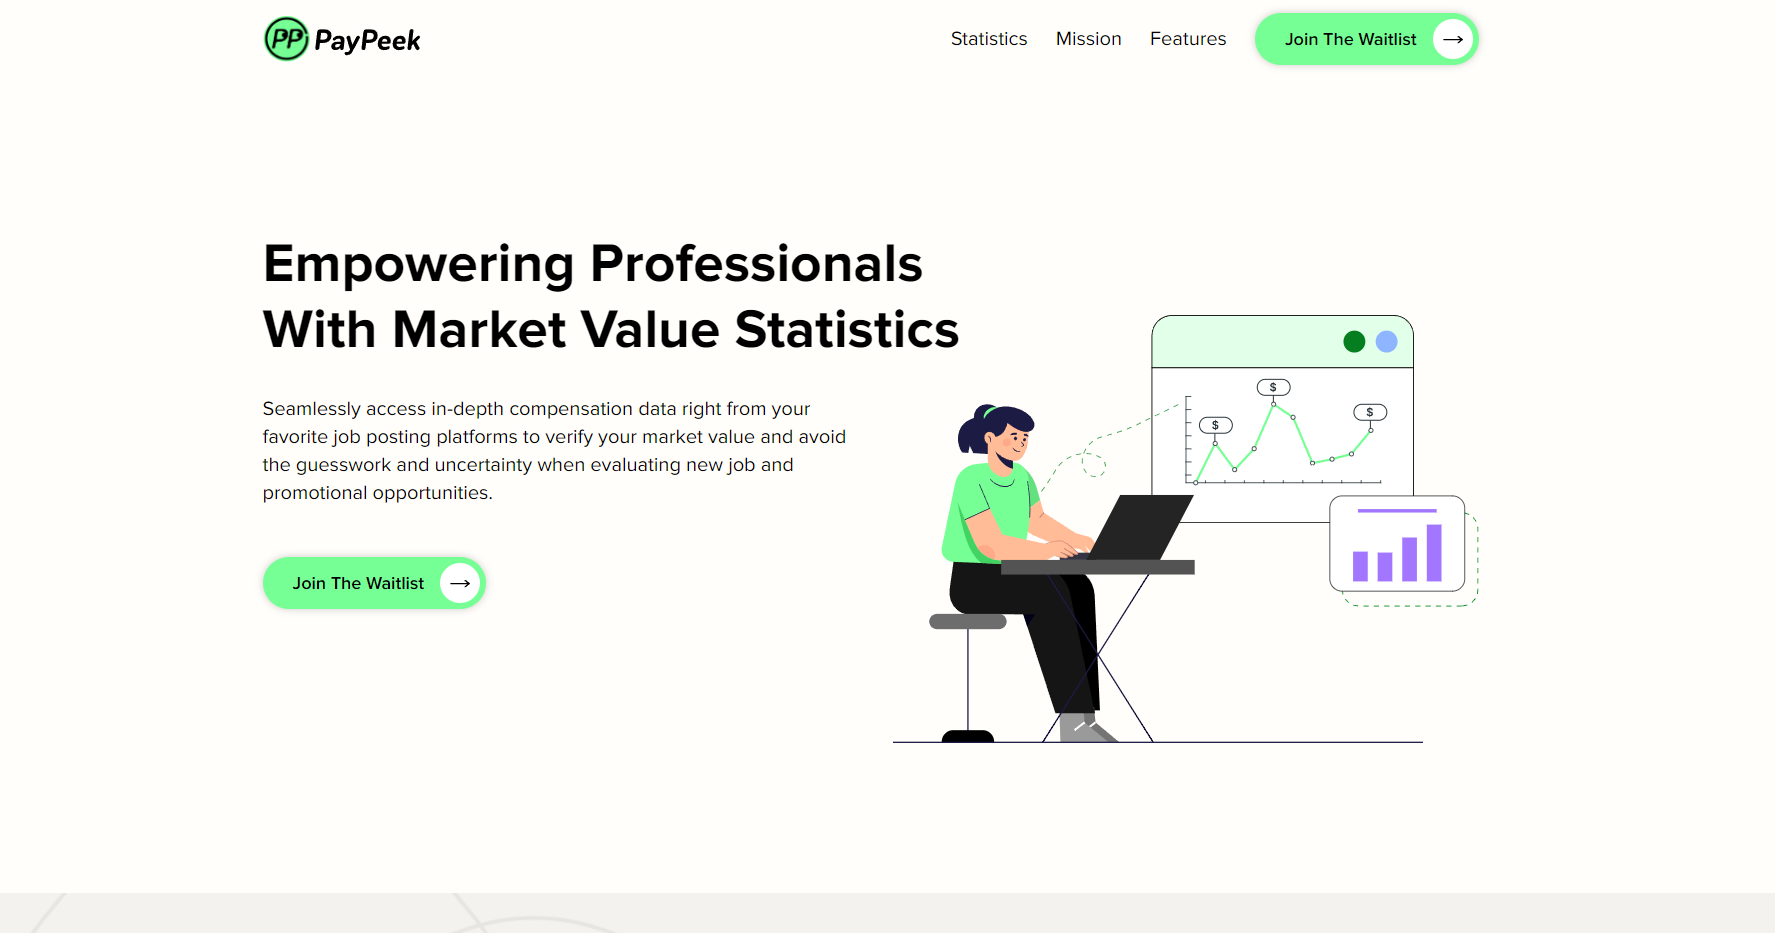 PP PayPeek
Statistics
Mission
Features
Join The Waitlist
Empowering Professionals
With Market Value Statistics
Seamlessly access in-depth compensation data right from your
favorite job posting platforms to verify your market value and avoid
the guesswork and uncertainty when evaluating new job and
promotional opportunities.
Join The Waitlist
$
$
$